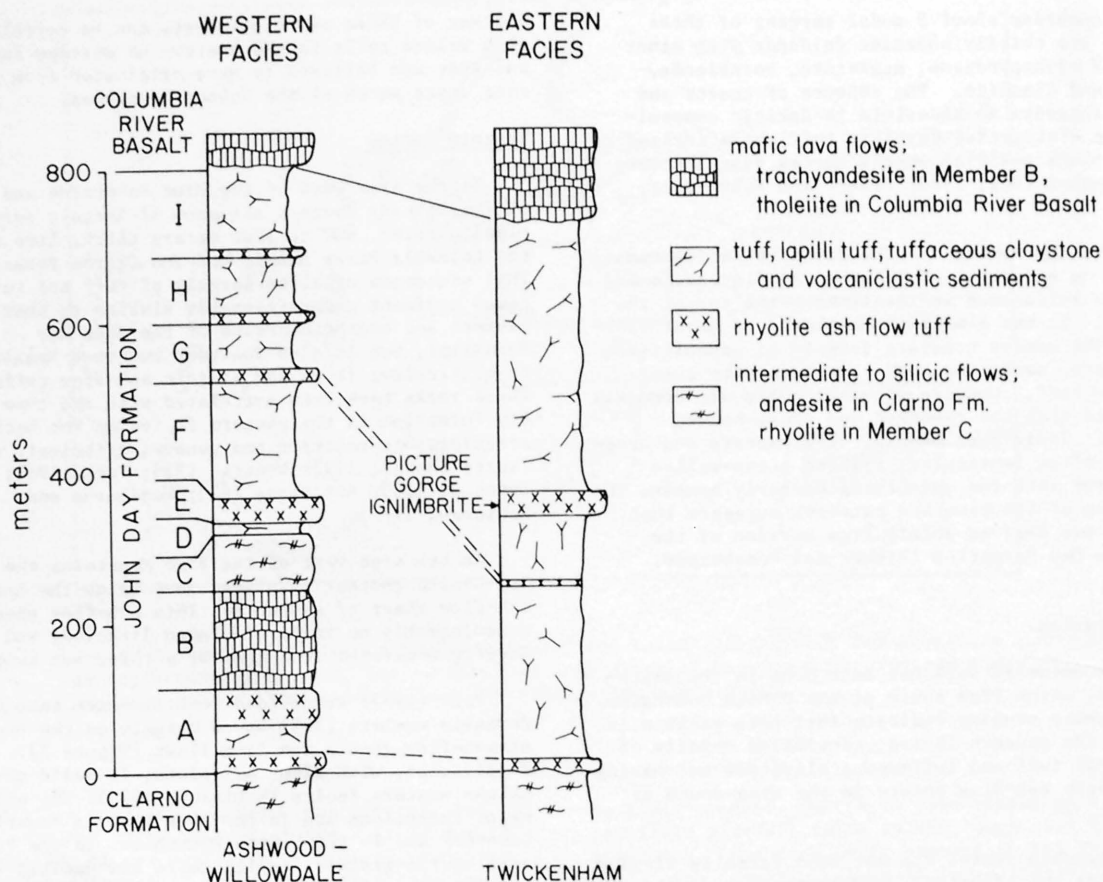 WESTERN
FACIES
EASTERN
FACIES
COLUMBIA
RIVER
BASALT
800
600
400
200
0
meters
JOHN DAY FORMATION
I
H
G
F
E
D
C
B
A
CLARNO
FORMATION
ASHWOOD –
WILLOWDALE
PICTURE
GORGE
IGNIMBRITE
TWICKENHAM
mafic lava flows;
trachyandesite in Member B,
tholeiite in Columbia River Basalt
tuff, lapilli tuff, tuffaceous claystone
and volcaniclastic sediments
rhyolite ash flow tuff
intermediate to silicic flows;
andesite in Clarno Fm.
rhyolite in Member C